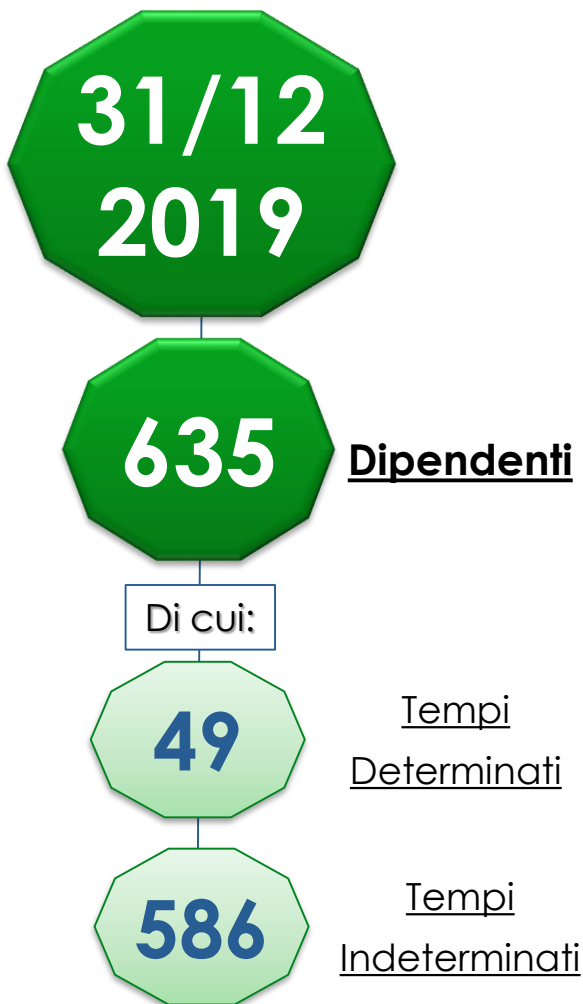 31/12
2019
635
Dipendenti
Di cui:
49
Tempi
Determinati
586
Tempi
Indeterminati